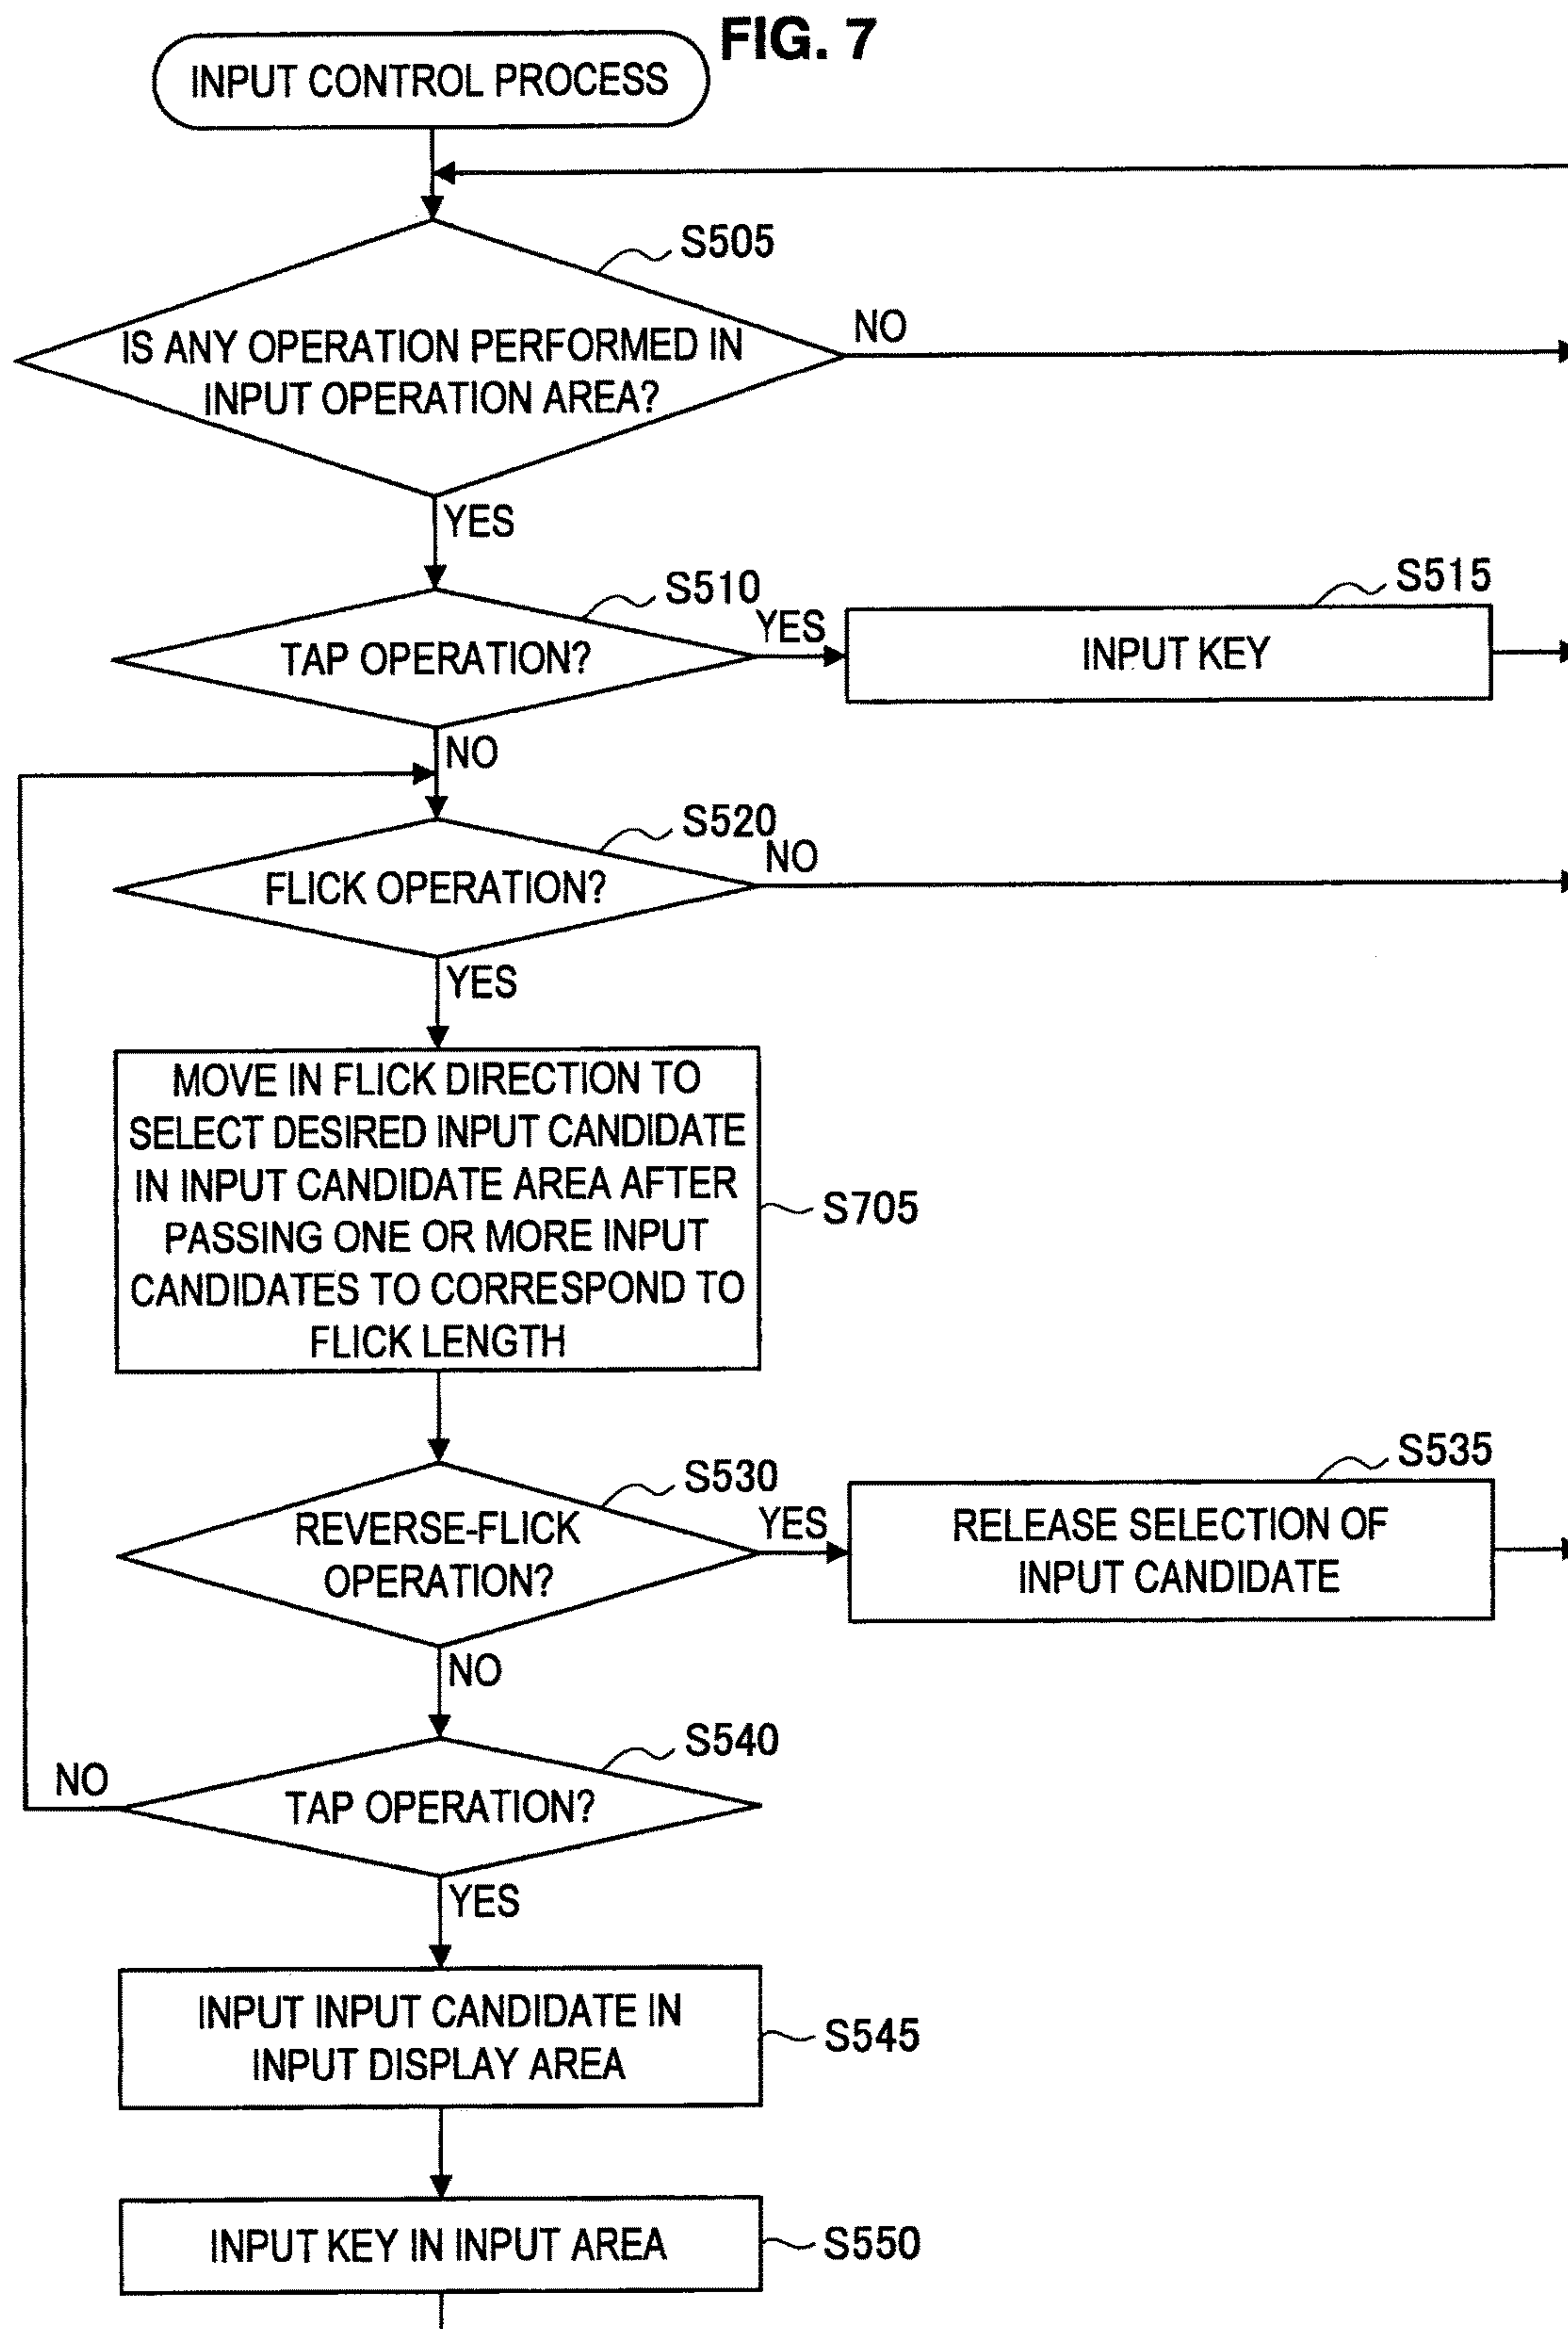 FIG. 7
INPUT CONTROL PROCESS
S505
IS ANY OPERATION PERFORMED IN
INPUT OPERATION AREA?
NO
YES
S510
TAP OPERATION?
YES
S515
INPUT KEY
NO
S520
FLICK OPERATION?
NO
YES
MOVE IN FLICK DIRECTION TO
SELECT DESIRED INPUT CANDIDATE
IN INPUT CANDIDATE AREA AFTER
PASSING ONE OR MORE INPUT
CANDIDATES TO CORRESPOND TO
FLICK LENGTH
S705
S530
REVERSE-FLICK
OPERATION?
YES
S535
RELEASE SELECTION OF
INPUT CANDIDATE
NO
S540
TAP OPERATION?
NO
YES
INPUT INPUT CANDIDATE IN
INPUT DISPLAY AREA
S545
INPUT KEY IN INPUT AREA
S550